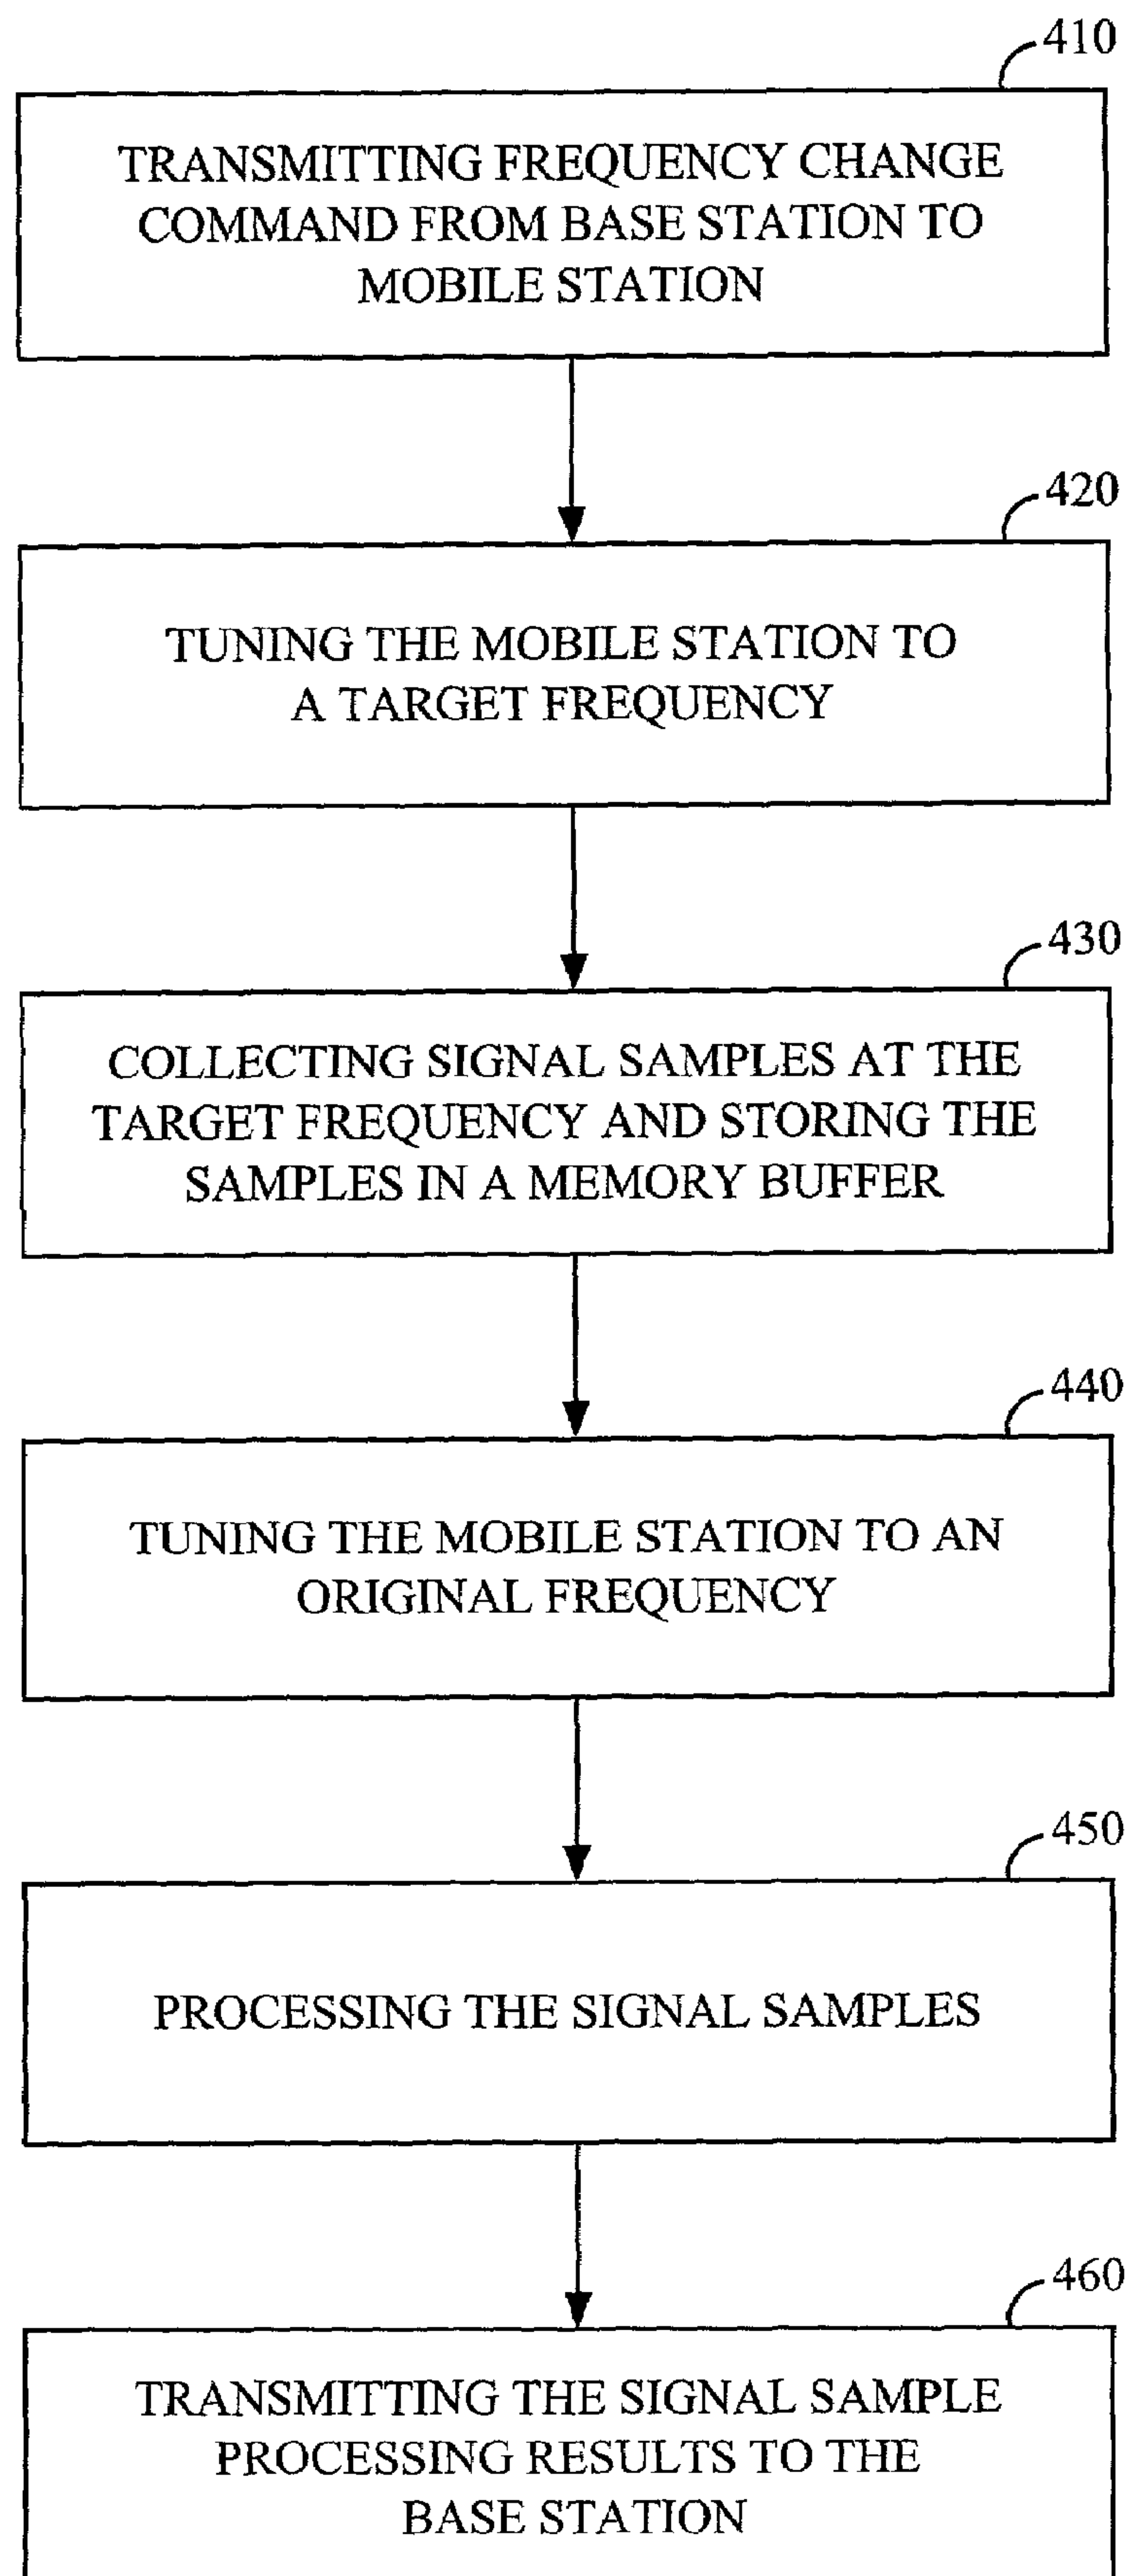 410
TRANSMITTING FREQUENCY CHANGE
COMMAND FROM BASE STATION TO
MOBILE STATION
420
TUNING THE MOBILE STATION TO
A TARGET FREQUENCY
430
COLLECTING SIGNAL SAMPLES AT THE
TARGET FREQUENCY AND STORING THE
SAMPLES IN A MEMORY BUFFER
440
TUNING THE MOBILE STATION TO AN
ORIGINAL FREQUENCY
450
PROCESSING THE SIGNAL SAMPLES
460
TRANSMITTING THE SIGNAL SAMPLE
PROCESSING RESULTS TO THE
BASE STATION